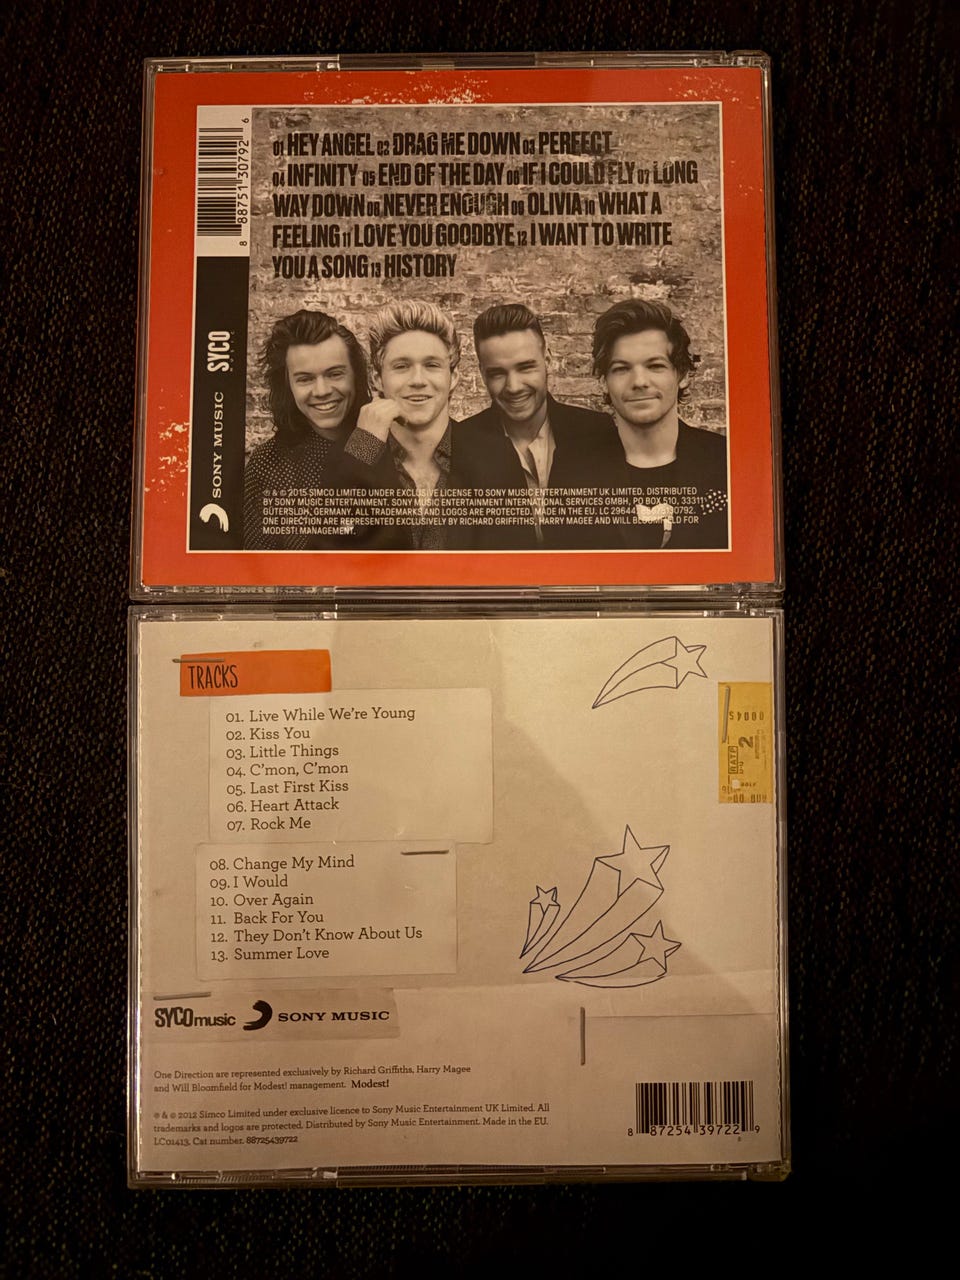 01 HEY ANGEL 02 DRAG ME DOWN 03 PERFECT
04 INFINITY 05 END OF THE DAY 06 IF I COULD FLY 07 LONG
WAY DOWN 08 NEVER ENOUGH 09 OLIVIA 10 WHAT A
FEELING 11 LOVE YOU GOODBYE 12 I WANT TO WRITE
YOU A SONG 13 HISTORY
8 88751 30792 6
SYCO
SONY MUSIC
℗ & © 2015 SIMCO LIMITED UNDER EXCLUSIVE LICENSE TO SONY MUSIC ENTERTAINMENT UK LIMITED. DISTRIBUTED
BY SONY MUSIC ENTERTAINMENT. SONY MUSIC ENTERTAINMENT INTERNATIONAL SERVICES GMBH, PO BOX 510, 33311
GÜTERSLOH, GERMANY. ALL TRADEMARKS AND LOGOS ARE PROTECTED. MADE IN THE EU. LC 29644. 88875130792.
ONE DIRECTION ARE REPRESENTED EXCLUSIVELY BY RICHARD GRIFFITHS, HARRY MAGEE AND WILL BLOOMFIELD FOR
MODEST! MANAGEMENT.
TRACKS
01. Live While We're Young
02. Kiss You
03. Little Things
04. C'mon, C'mon
05. Last First Kiss
06. Heart Attack
07. Rock Me
08. Change My Mind
09. I Would
10. Over Again
11. Back For You
12. They Don't Know About Us
13. Summer Love
RATP
2
SYCOmusic SONY MUSIC
One Direction are represented exclusively by Richard Griffiths, Harry Magee
and Will Bloomfield for Modest! management. Modest!
℗ & © 2012 Simco Limited under exclusive licence to Sony Music Entertainment UK Limited. All
trademarks and logos are protected. Distributed by Sony Music Entertainment. Made in the EU.
LC01413. Cat number. 88725439722
8 87254 39722 9